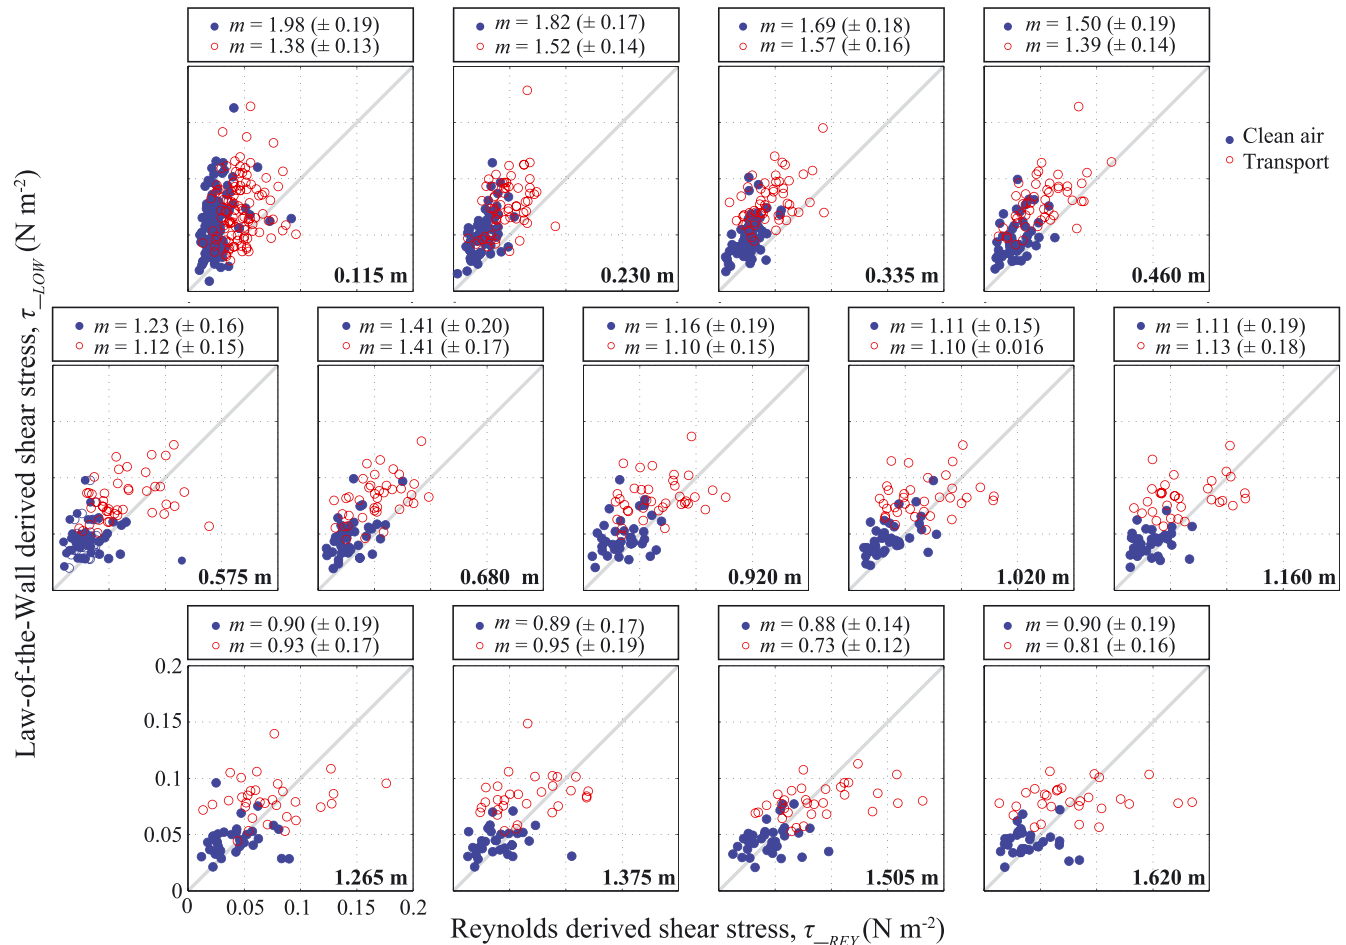 m = 1.98 (± 0.19)
m = 1.38 (± 0.13)
m = 1.82 (± 0.17)
m = 1.52 (± 0.14)
m = 1.69 (± 0.18)
m = 1.57 (± 0.16)
m = 1.50 (± 0.19)
m = 1.39 (± 0.14)
Clean air
Transport
0.115 m
0.230 m
0.335 m
0.460 m
m = 1.23 (± 0.16)
m = 1.12 (± 0.15)
m = 1.41 (± 0.20)
m = 1.41 (± 0.17)
m = 1.16 (± 0.19)
m = 1.10 (± 0.15)
m = 1.11 (± 0.15)
m = 1.10 (± 0.016
m = 1.11 (± 0.19)
m = 1.13 (± 0.18)
0.575 m
0.680 m
0.920 m
1.020 m
1.160 m
m = 0.90 (± 0.19)
m = 0.93 (± 0.17)
m = 0.89 (± 0.17)
m = 0.95 (± 0.19)
m = 0.88 (± 0.14)
m = 0.73 (± 0.12)
m = 0.90 (± 0.19)
m = 0.81 (± 0.16)
0.2
0.15
0.1
0.05
0
1.265 m
1.375 m
1.505 m
1.620 m
0 0.05 0.1 0.15 0.2
Law-of-the-Wall derived shear stress, τ_LOW (N m⁻²)
Reynolds derived shear stress, τ_REY (N m⁻²)